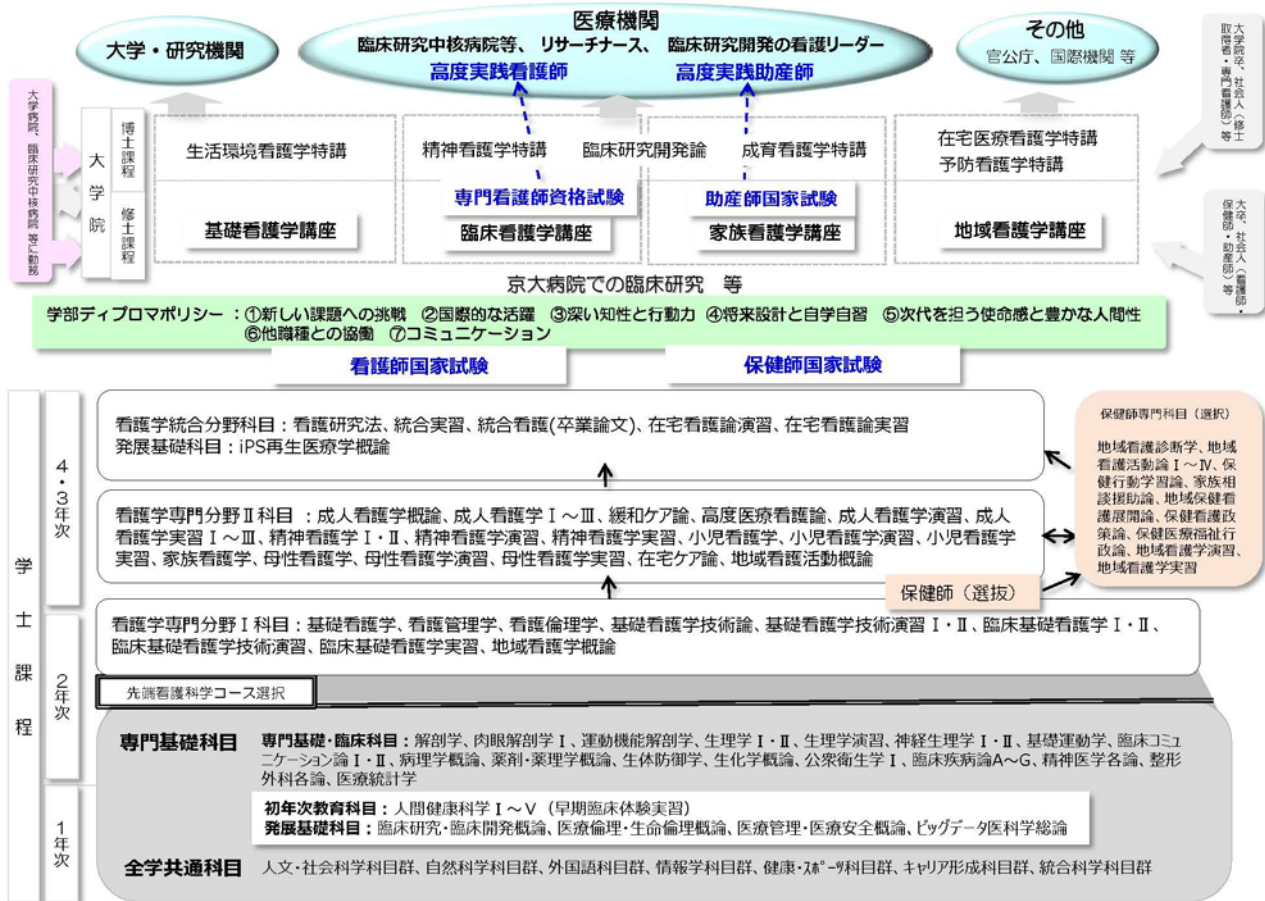 大学・研究機関
医療機関
臨床研究中核病院等、 リサーチナース、 臨床研究開発の看護リーダー
高度実践看護師
高度実践助産師
その他
官公庁、国際機関 等
大学院卒、社会人（修士
取得者・専門看護師）等
大学病院、臨床研究中核病院 等に勤務
大学院
博士課程
修士課程
生活環境看護学特講
精神看護学特講
臨床研究開発論
成育看護学特講
在宅医療看護学特講
予防看護学特講
専門看護師資格試験
助産師国家試験
基礎看護学講座
臨床看護学講座
家族看護学講座
地域看護学講座
大卒、社会人（看護師・
保健師・助産師）等
京大病院での臨床研究 等
学部ディプロマポリシー ：①新しい課題への挑戦 ②国際的な活躍 ③深い知性と行動力 ④将来設計と自学自習 ⑤次代を担う使命感と豊かな人間性
⑥他職種との協働 ⑦コミュニケーション
看護師国家試験
保健師国家試験
学士課程
4・3年次
看護学統合分野科目：看護研究法、統合実習、統合看護(卒業論文)、在宅看護論演習、在宅看護論実習
発展基礎科目：iPS再生医療学概論
保健師専門科目（選択）
地域看護診断学、地域
看護活動論Ⅰ～Ⅳ、保
健行動学習論、家族相
談援助論、地域保健看
護展開論、保健看護政
策論、保健医療福祉行
政論、地域看護学演習、
地域看護学実習
看護学専門分野Ⅱ科目：成人看護学概論、成人看護学Ⅰ～Ⅲ、緩和ケア論、高度医療看護論、成人看護学演習、成人
看護学実習Ⅰ～Ⅲ、精神看護学Ⅰ・Ⅱ、精神看護学演習、精神看護学実習、小児看護学、小児看護学演習、小児看護学
実習、家族看護学、母性看護学、母性看護学演習、母性看護学実習、在宅ケア論、地域看護活動概論
保健師（選抜）
2年次
看護学専門分野Ⅰ科目：基礎看護学、看護管理学、看護倫理学、基礎看護学技術論、基礎看護学技術演習Ⅰ・Ⅱ、臨床基礎看護学Ⅰ・Ⅱ、
臨床基礎看護学技術演習、臨床基礎看護学実習、地域看護学概論
先端看護科学コース選択
専門基礎科目
専門基礎・臨床科目：解剖学、肉眼解剖学Ⅰ、運動機能解剖学、生理学Ⅰ・Ⅱ、生理学演習、神経生理学Ⅰ・Ⅱ、基礎運動学、臨床コミュ
ニケーション論Ⅰ・Ⅱ、病理学概論、薬剤・薬理学概論、生体防御学、生化学概論、公衆衛生学Ⅰ、臨床疾病論A～G、精神医学各論、整形
外科各論、医療統計学
1年次
初年次教育科目：人間健康科学Ⅰ～Ⅴ（早期臨床体験実習）
発展基礎科目：臨床研究・臨床開発概論、医療倫理・生命倫理概論、医療管理・医療安全概論、ビッグデータ医科学総論
全学共通科目
人文・社会科学科目群、自然科学科目群、外国語科目群、情報学科目群、健康・ｽﾎﾟｰﾂ科目群、キャリア形成科目群、統合科学科目群